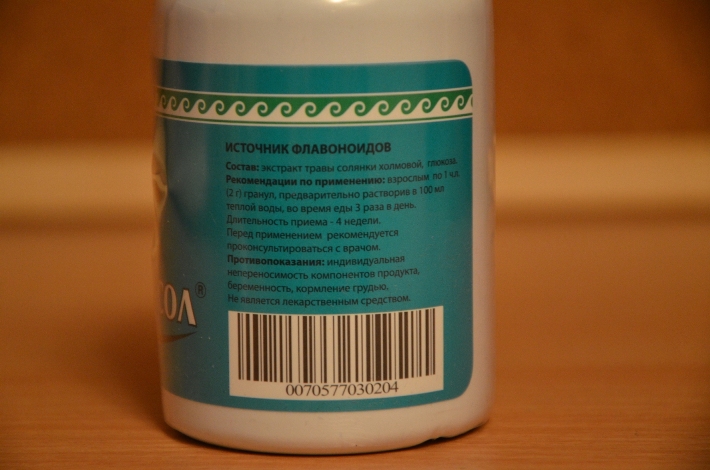 ИСТОЧНИК ФЛАВОНОИДОВ
Состав: экстракт травы солянки холмовой, глюкоза.
Рекомендации по применению: взрослым по 1 ч.л.
(2 г) гранул, предварительно растворив в 100 мл
теплой воды, во время еды 3 раза в день.
Длительность приема - 4 недели.
Перед применением рекомендуется
проконсультироваться с врачом.
Противопоказания: индивидуальная
непереносимость компонентов продукта,
беременность, кормление грудью.
Не является лекарственным средством.
СОЛ®
0070577030204